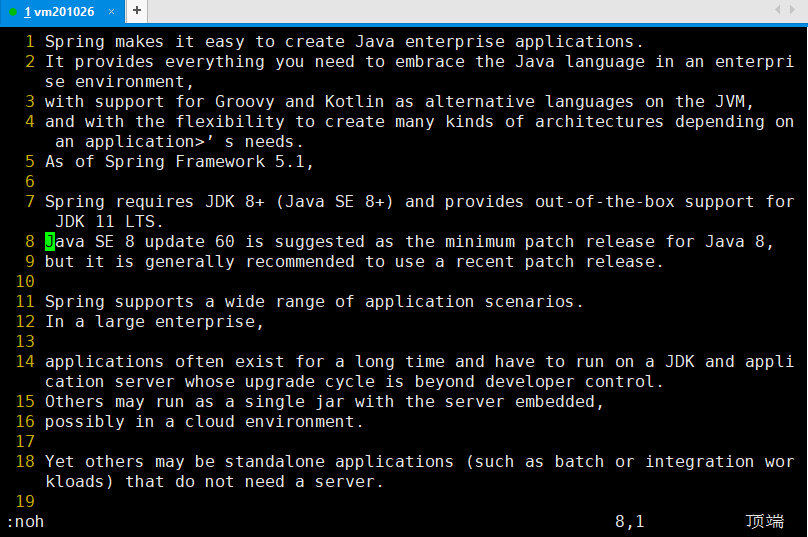 1 vm201026 × +
1 Spring makes it easy to create Java enterprise applications.
2 It provides everything you need to embrace the Java language in an enterpri
se environment,
3 with support for Groovy and Kotlin as alternative languages on the JVM,
4 and with the flexibility to create many kinds of architectures depending on
an application>’ s needs.
5 As of Spring Framework 5.1,
6
7 Spring requires JDK 8+ (Java SE 8+) and provides out-of-the-box support for
JDK 11 LTS.
8 Java SE 8 update 60 is suggested as the minimum patch release for Java 8,
9 but it is generally recommended to use a recent patch release.
10
11 Spring supports a wide range of application scenarios.
12 In a large enterprise,
13
14 applications often exist for a long time and have to run on a JDK and appli
cation server whose upgrade cycle is beyond developer control.
15 Others may run as a single jar with the server embedded,
16 possibly in a cloud environment.
17
18 Yet others may be standalone applications (such as batch or integration wor
kloads) that do not need a server.
19
:noh 8,1 顶端